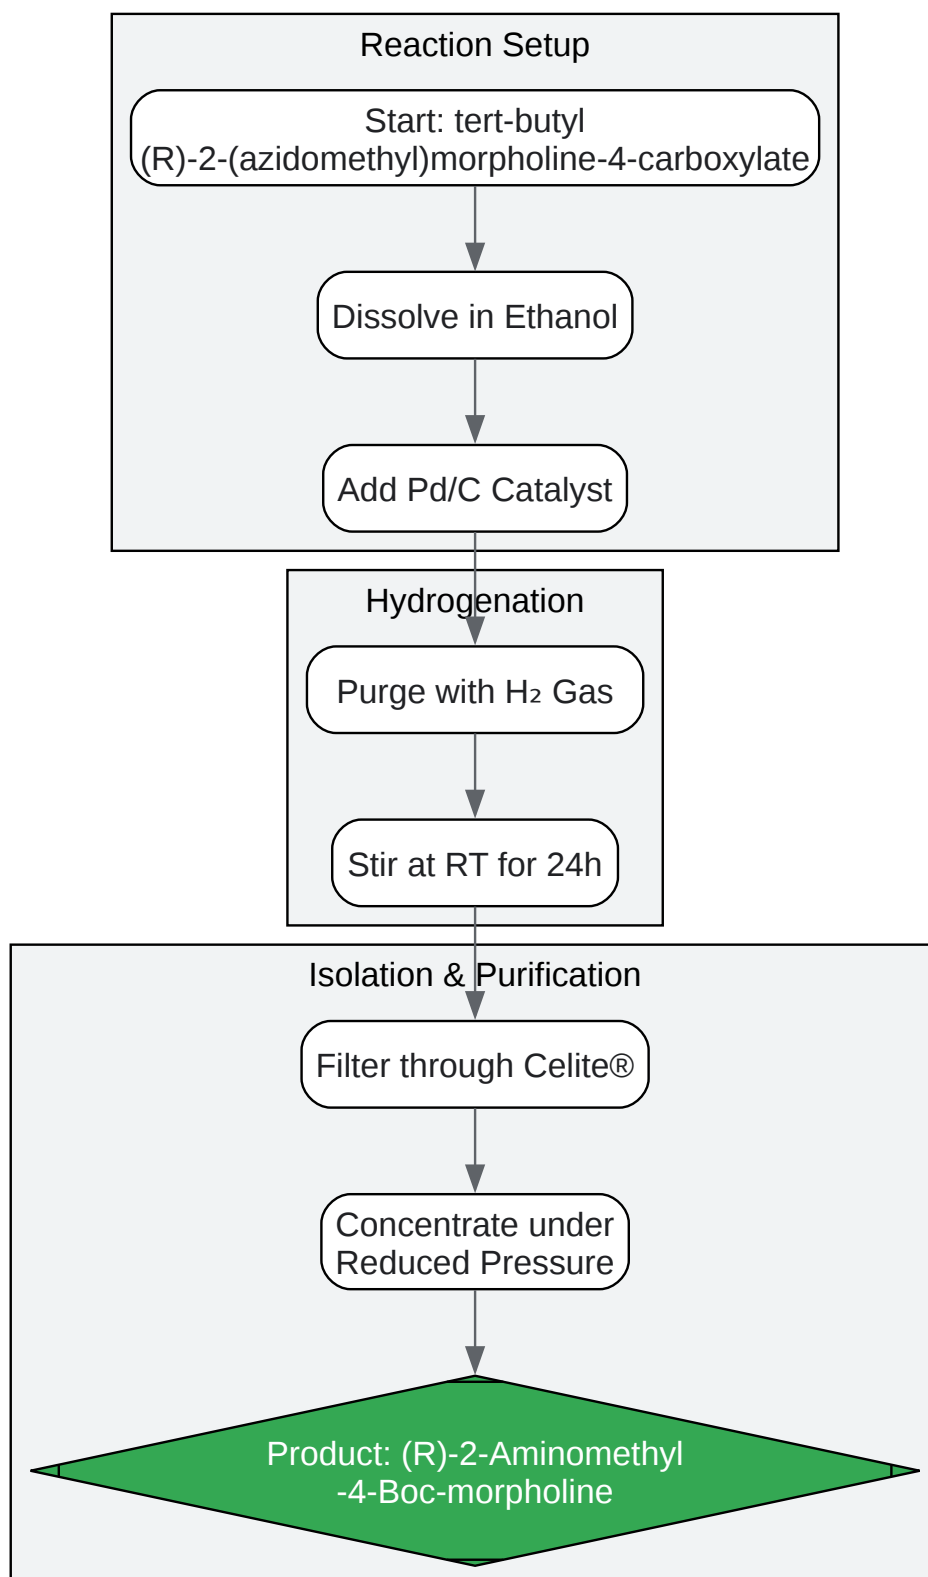 Reaction Setup
Start: tert-butyl
(R)-2-(azidomethyl)morpholine-4-carboxylate
Dissolve in Ethanol
Add Pd/C Catalyst
Hydrogenation
Purge with H₂ Gas
Stir at RT for 24h
Isolation & Purification
Filter through Celite®
Concentrate under
Reduced Pressure
Product: (R)-2-Aminomethyl
-4-Boc-morpholine